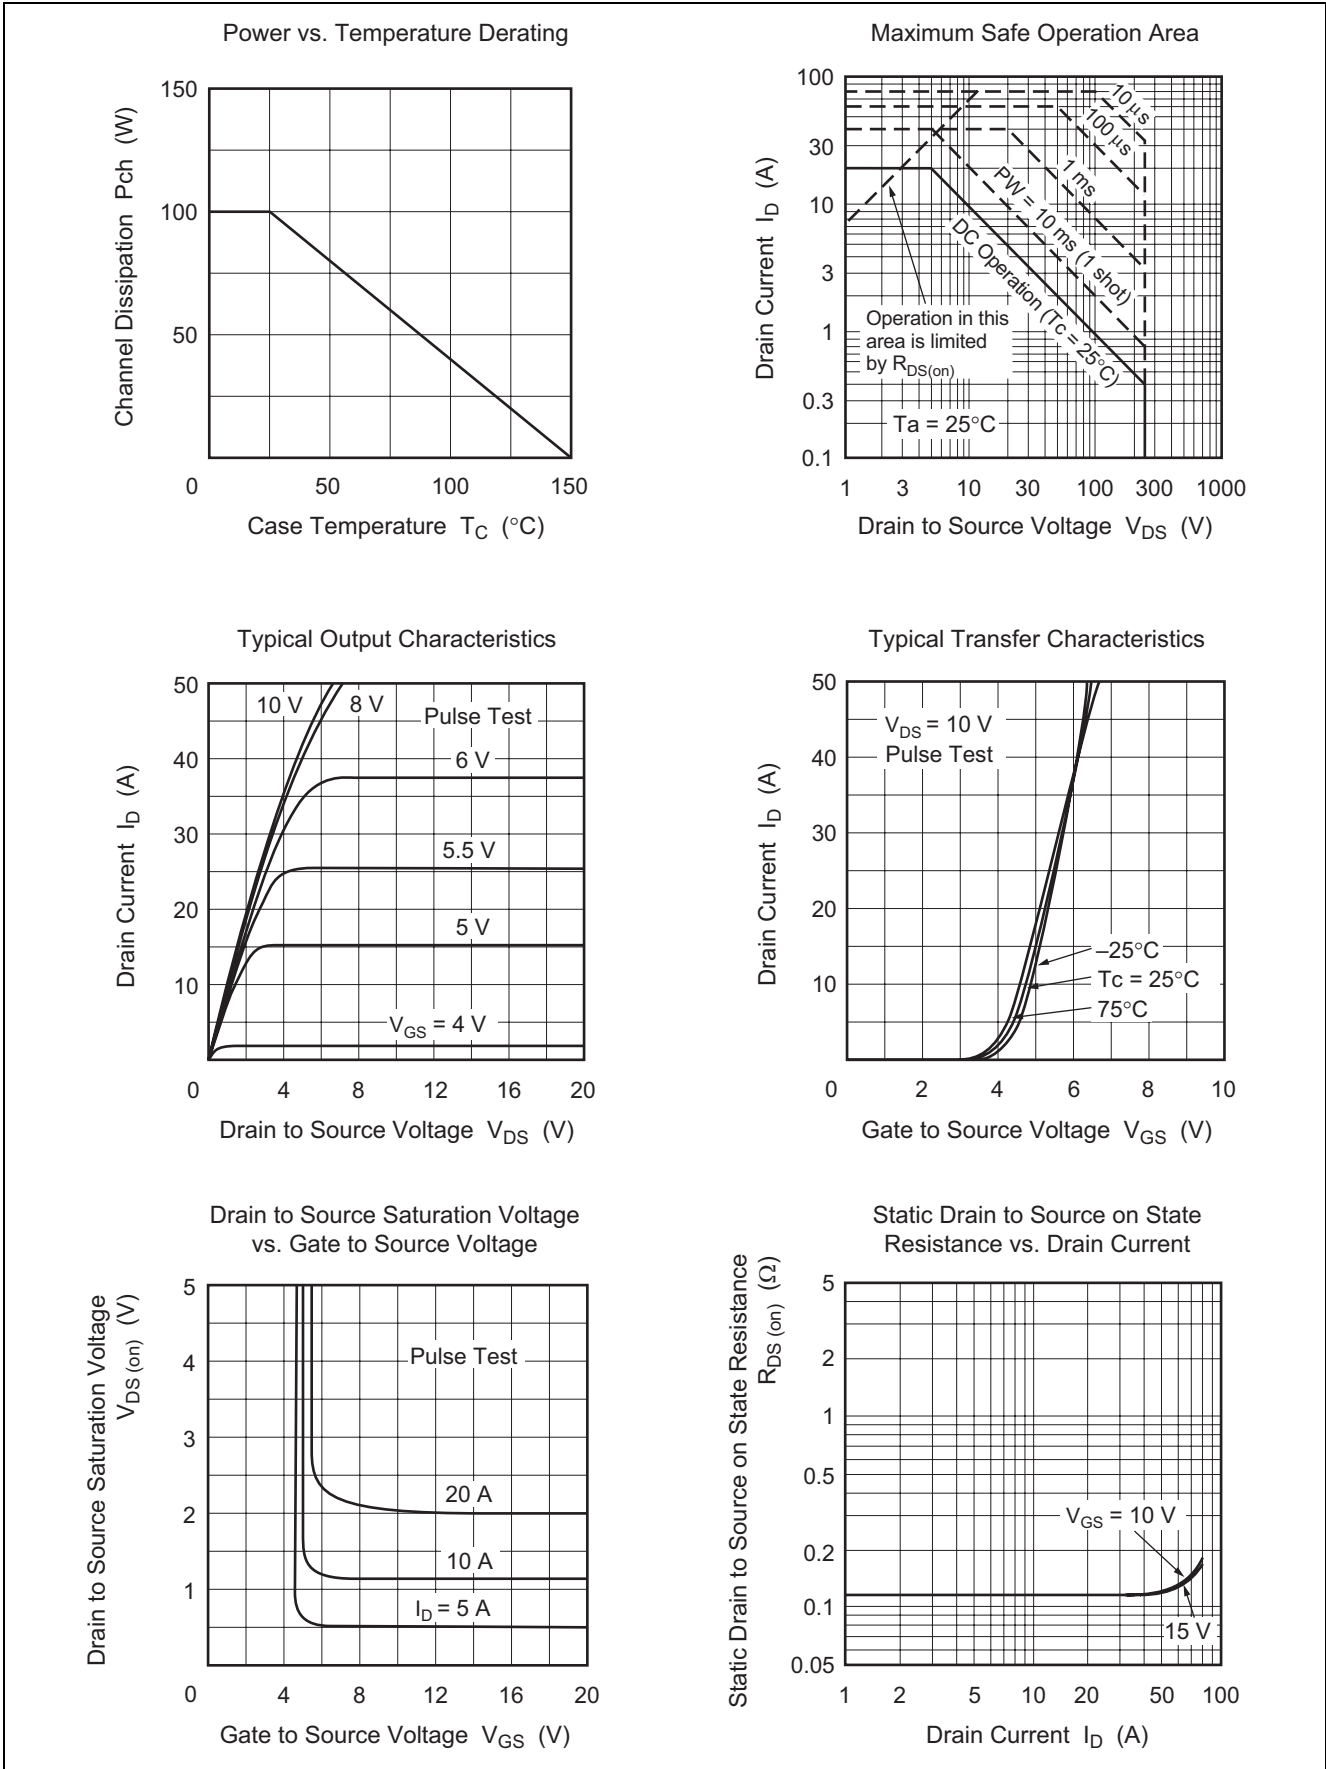 Power vs. Temperature Derating
Channel Dissipation Pch (W)
150
100
50
0
50
100
150
Case Temperature TC (°C)
Maximum Safe Operation Area
Drain Current ID (A)
100
30
10
3
1
0.3
0.1
10 μs
100 μs
1 ms
PW = 10 ms (1 shot)
DC Operation (Tc = 25°C)
Operation in this
area is limited
by RDS(on)
Ta = 25°C
1
3
10
30
100
300
1000
Drain to Source Voltage VDS (V)
Typical Output Characteristics
Drain Current ID (A)
50
40
30
20
10
0
10 V
8 V
Pulse Test
6 V
5.5 V
5 V
VGS = 4 V
4
8
12
16
20
Drain to Source Voltage VDS (V)
Typical Transfer Characteristics
Drain Current ID (A)
50
40
30
20
10
0
VDS = 10 V
Pulse Test
–25°C
Tc = 25°C
75°C
2
4
6
8
10
Gate to Source Voltage VGS (V)
Drain to Source Saturation Voltage
vs. Gate to Source Voltage
Drain to Source Saturation Voltage
VDS (on) (V)
5
4
3
2
1
0
Pulse Test
20 A
10 A
ID = 5 A
4
8
12
16
20
Gate to Source Voltage VGS (V)
Static Drain to Source on State
Resistance vs. Drain Current
Static Drain to Source on State Resistance
RDS (on) (Ω)
5
2
1
0.5
0.2
0.1
0.05
VGS = 10 V
15 V
1
2
5
10
20
50
100
Drain Current ID (A)